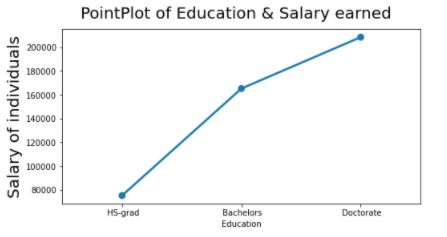 PointPlot of Education & Salary earned
Salary of individuals
200000
180000
160000
140000
120000
100000
80000
HS-grad Bachelors Doctorate
Education